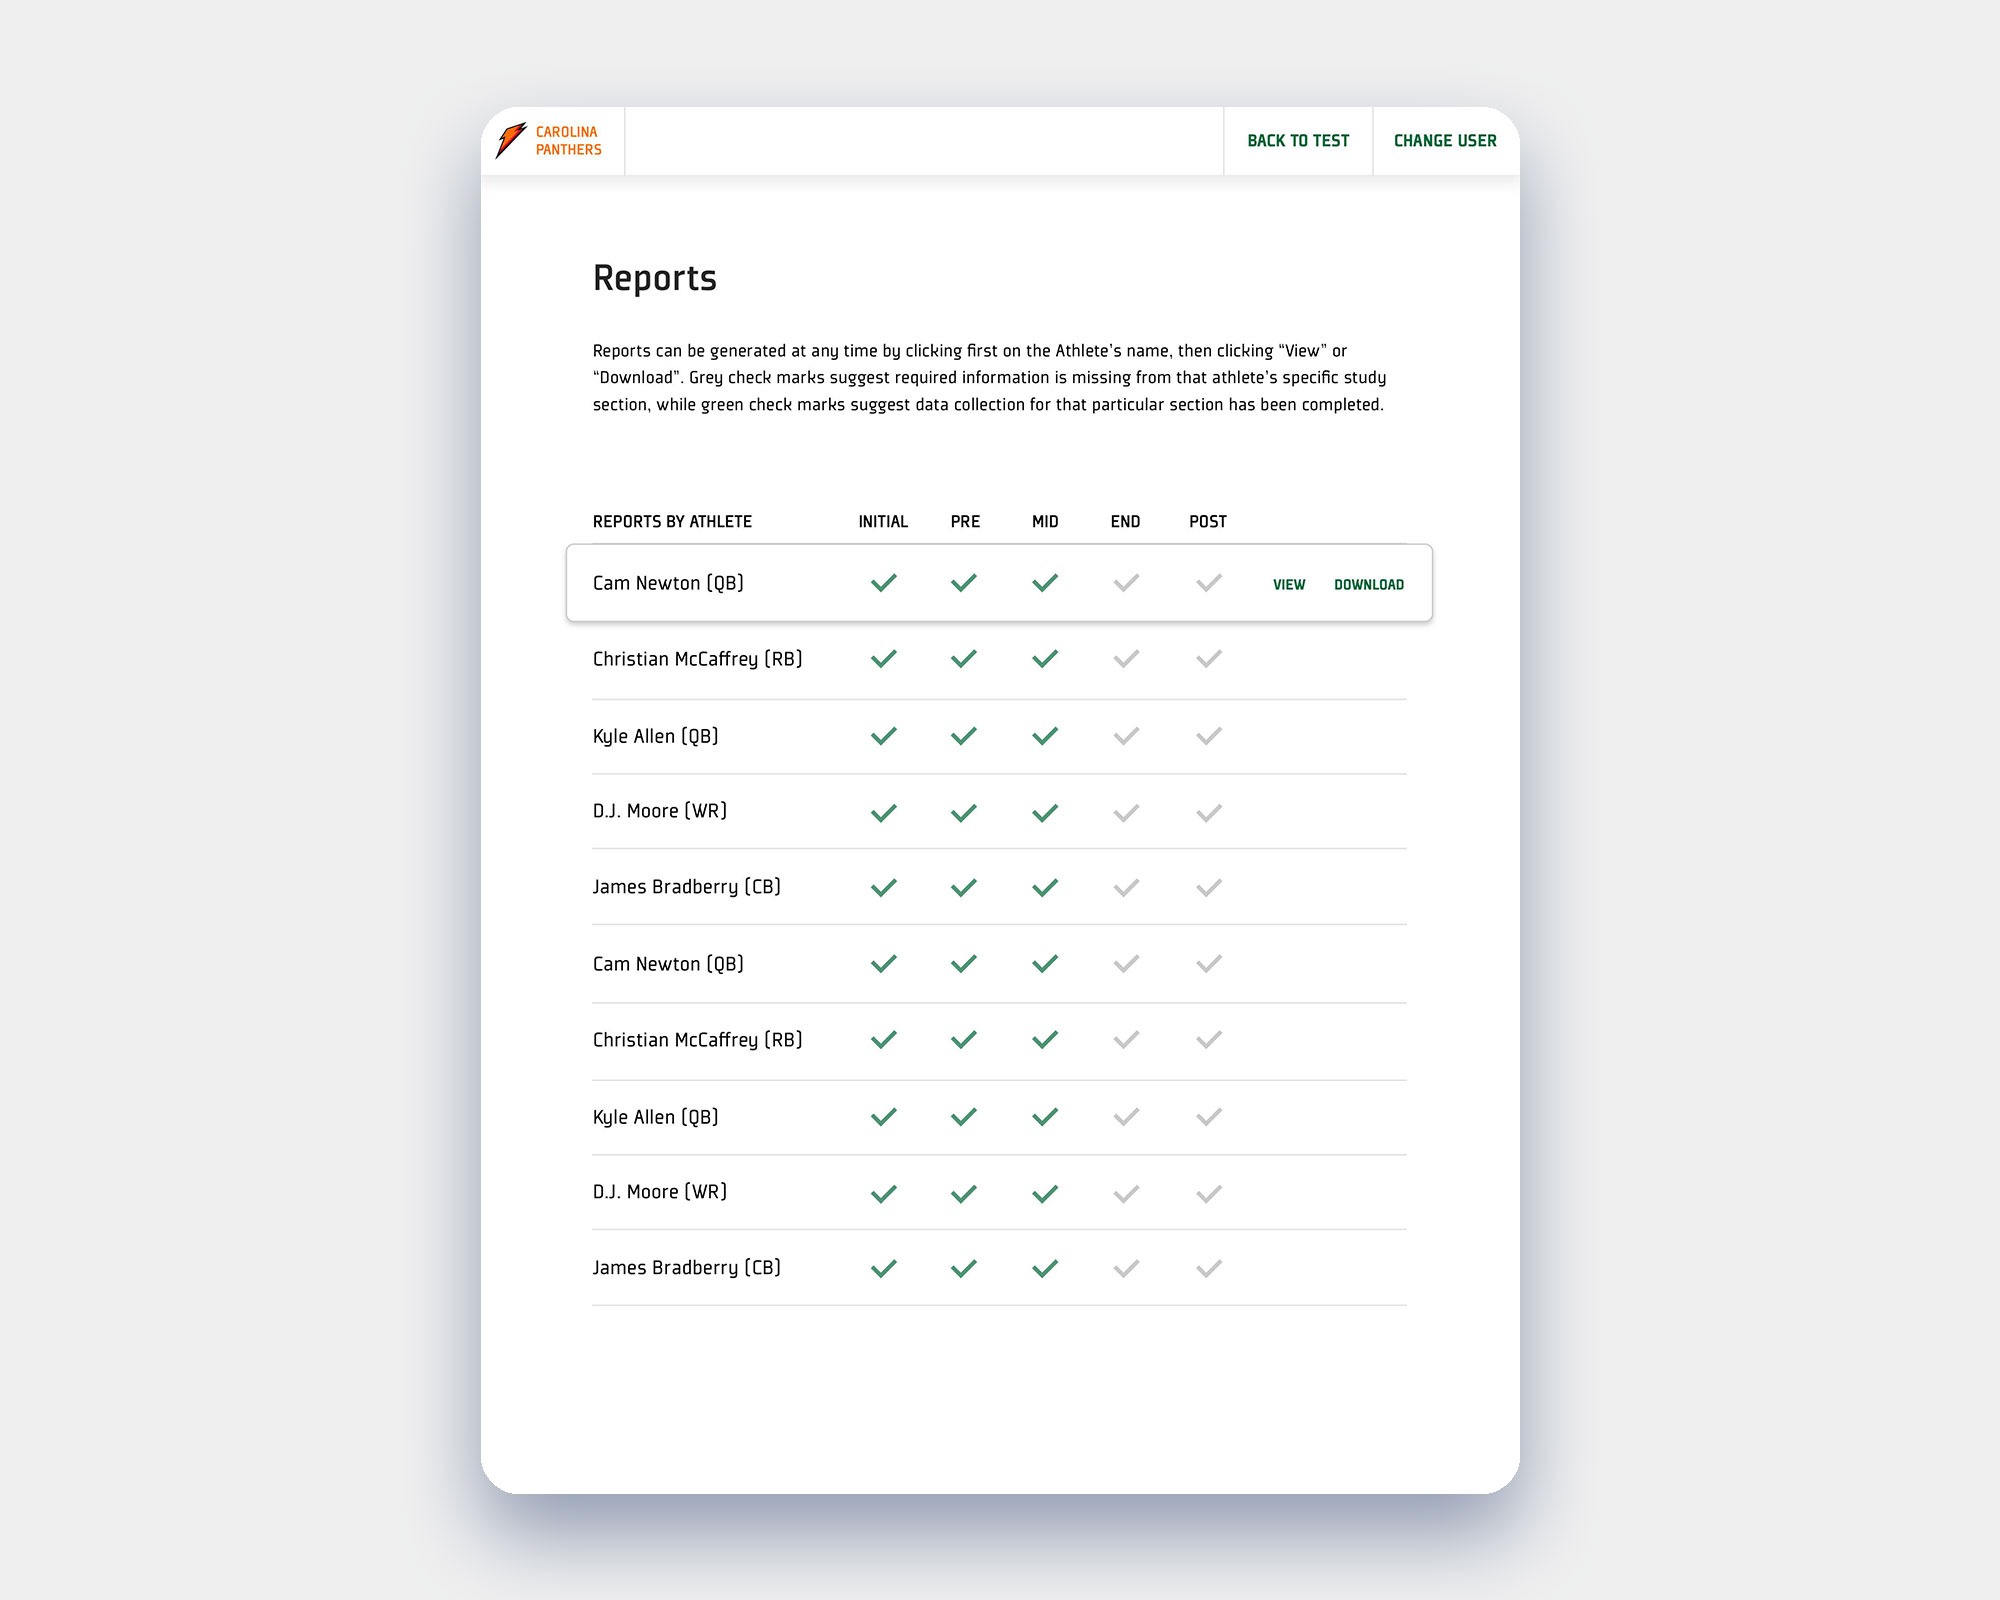 CAROLINA
PANTHERS
BACK TO TEST
CHANGE USER
Reports
Reports can be generated at any time by clicking first on the Athlete’s name, then clicking “View” or
“Download”. Grey check marks suggest required information is missing from that athlete’s specific study
section, while green check marks suggest data collection for that particular section has been completed.
REPORTS BY ATHLETE INITIAL PRE MID END POST
Cam Newton (QB) VIEW DOWNLOAD
Christian McCaffrey (RB)
Kyle Allen (QB)
D.J. Moore (WR)
James Bradberry (CB)
Cam Newton (QB)
Christian McCaffrey (RB)
Kyle Allen (QB)
D.J. Moore (WR)
James Bradberry (CB)